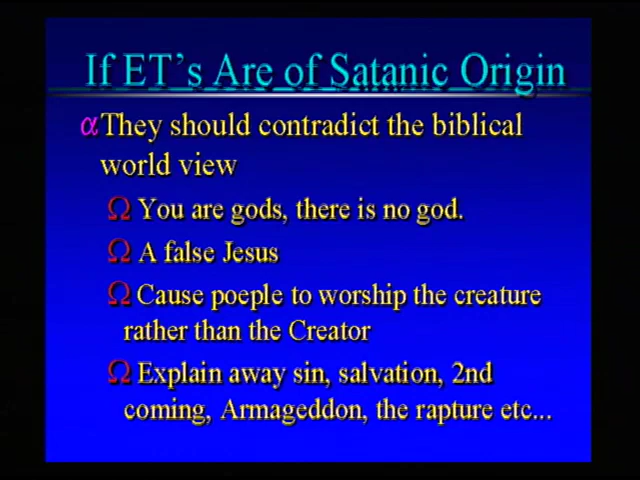 If ET's Are of Satanic Origin
αThey should contradict the biblical
world view
Ω You are gods, there is no god.
Ω A false Jesus
Ω Cause poeple to worship the creature
rather than the Creator
Ω Explain away sin, salvation, 2nd
coming, Armageddon, the rapture etc...